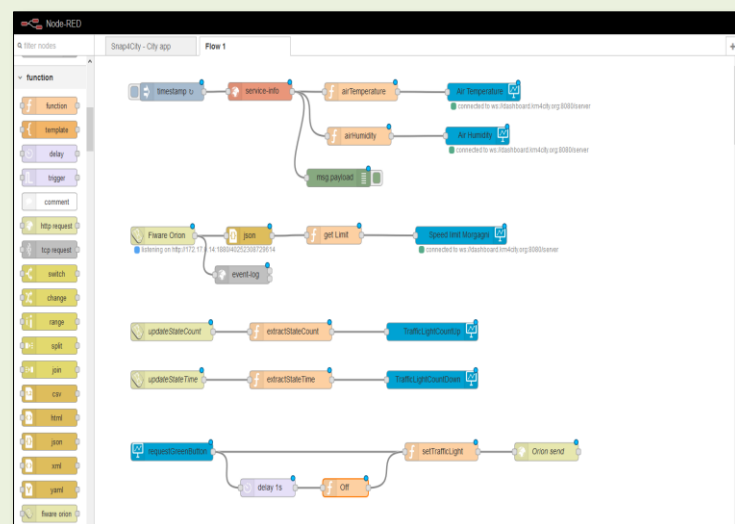 Node-RED
filter nodes
Snap4City - City app
Flow 1
function
function
template
delay
trigger
comment
http request
tcp request
switch
change
range
split
join
csv
html
json
xml
yaml
fiware orion
timestamp ↻
service-info
airTemperature
Air Temperature
connected to ws://dashboard.km4city.org:8080/server
airHumidity
Air Humidity
connected to ws://dashboard.km4city.org:8080/server
msg.payload
Fiware Orion
json
get Limit
Speed limit Morgagni
connected to ws://dashboard.km4city.org:8080/server
event-log
updateStateCount
extractStateCount
TrafficLightCountUp
updateStateTime
extractStateTime
TrafficLightCountDown
requestGreenButton
setTrafficLight
Orion send
delay 1s
Off